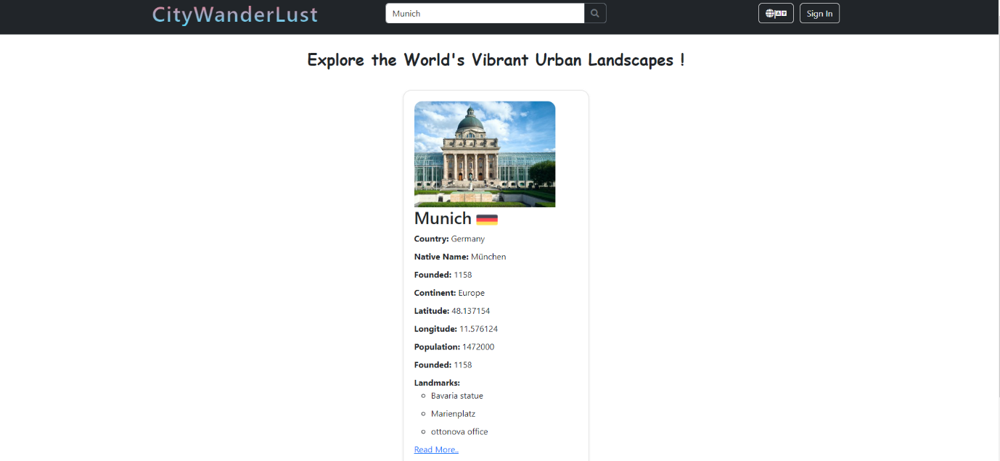 CityWanderLust
Munich
Sign In
Explore the World's Vibrant Urban Landscapes !
Munich
Country: Germany
Native Name: München
Founded: 1158
Continent: Europe
Latitude: 48.137154
Longitude: 11.576124
Population: 1472000
Founded: 1158
Landmarks:
Bavaria statue
Marienplatz
ottonova office
Read More..